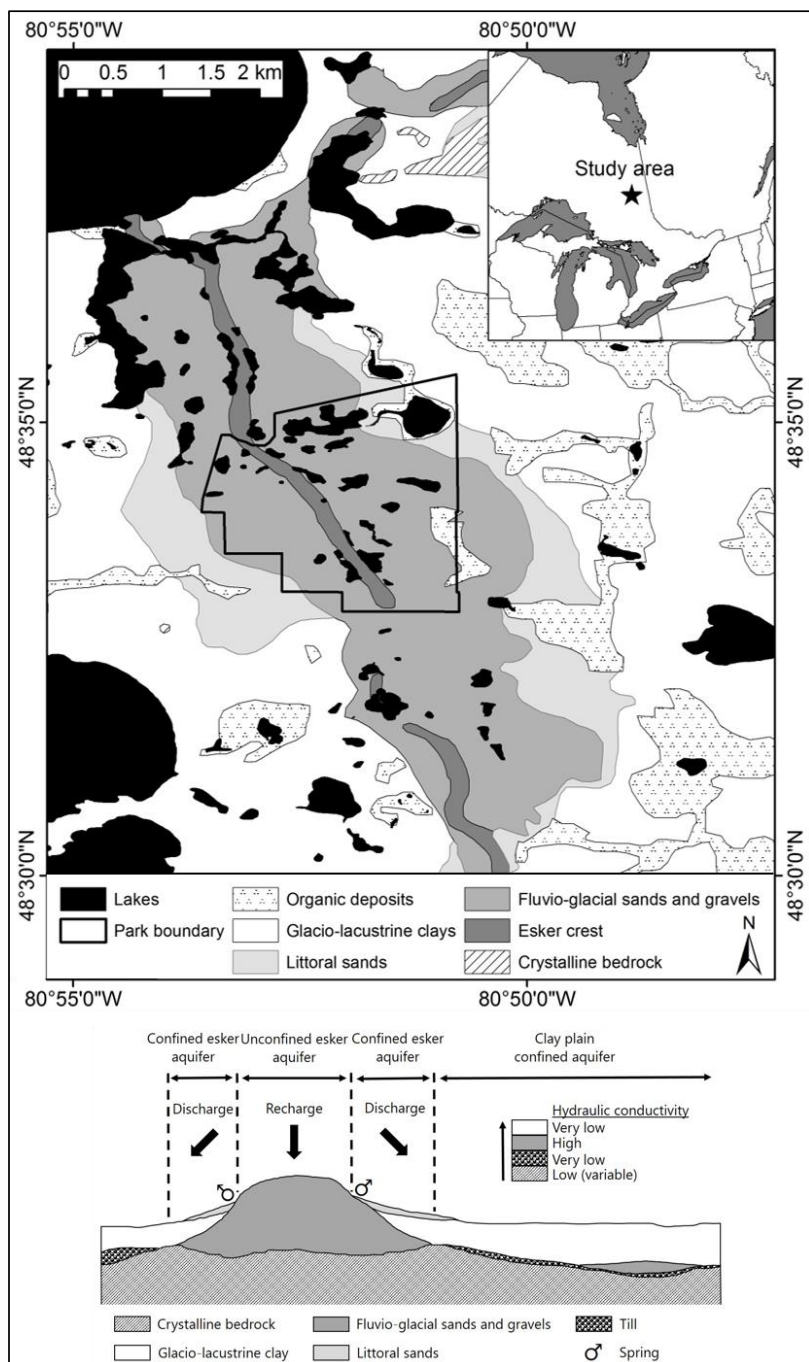 80°55'0"W 80°50'0"W
0 0.5 1 1.5 2 km
Study area
48°35'0"N 48°35'0"N
48°30'0"N 48°30'0"N
Lakes Organic deposits Fluvio-glacial sands and gravels
Park boundary Glacio-lacustrine clays Esker crest
Littoral sands Crystalline bedrock
N
80°55'0"W 80°50'0"W
Confined esker aquifer Unconfined esker aquifer Confined esker aquifer Clay plain confined aquifer
Discharge Recharge Discharge
Hydraulic conductivity
Very low
High
Very low
Low (variable)
Crystalline bedrock Fluvio-glacial sands and gravels Till
Glacio-lacustrine clay Littoral sands Spring